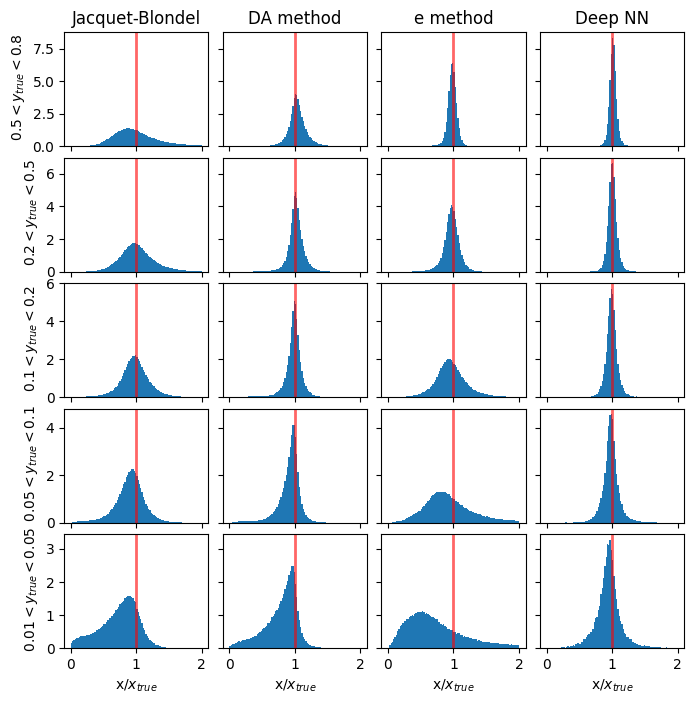 Jacquet-Blondel DA method e method Deep NN
0.5 < y_true < 0.8
7.5
5.0
2.5
0.0
0.2 < y_true < 0.5
6
4
2
0
0.1 < y_true < 0.2
6
4
2
0
0.05 < y_true < 0.1
4
2
0
0.01 < y_true < 0.05
3
2
1
0
0 1 2 0 1 2 0 1 2 0 1 2
x/x_true x/x_true x/x_true x/x_true